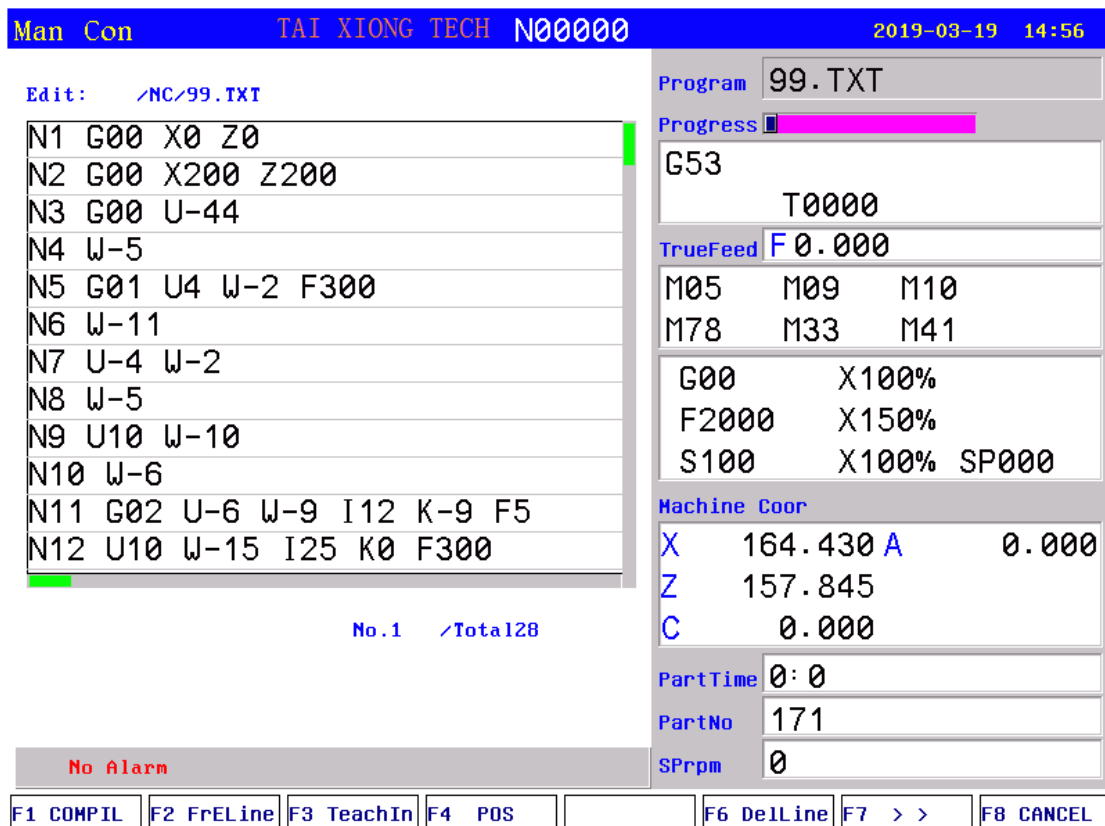 Man Con TAI XIONG TECH N00000 2019-03-19 14:56
Edit: /NC/99.TXT
N1 G00 X0 Z0
N2 G00 X200 Z200
N3 G00 U-44
N4 W-5
N5 G01 U4 W-2 F300
N6 W-11
N7 U-4 W-2
N8 W-5
N9 U10 W-10
N10 W-6
N11 G02 U-6 W-9 I12 K-9 F5
N12 U10 W-15 I25 K0 F300
No.1 /Total28
No Alarm
Program 99.TXT
Progress
G53
T0000
TrueFeed F 0.000
M05 M09 M10
M78 M33 M41
G00 X100%
F2000 X150%
S100 X100% SP000
Machine Coor
X 164.430 A 0.000
Z 157.845
C 0.000
PartTime 0:0
PartNo 171
SPrpm 0
F1 COMPIL F2 FrELine F3 TeachIn F4 POS F6 DelLine F7 > > F8 CANCEL